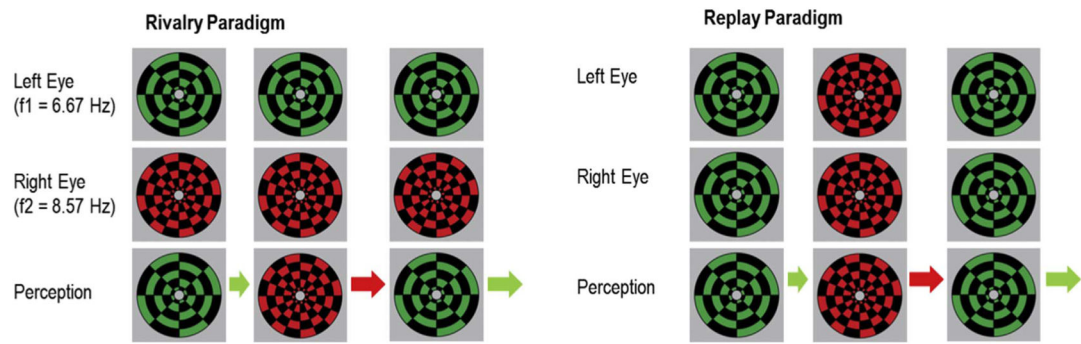 Rivalry Paradigm
Left Eye
(f1 = 6.67 Hz)
Right Eye
(f2 = 8.57 Hz)
Perception
Replay Paradigm
Left Eye
Right Eye
Perception